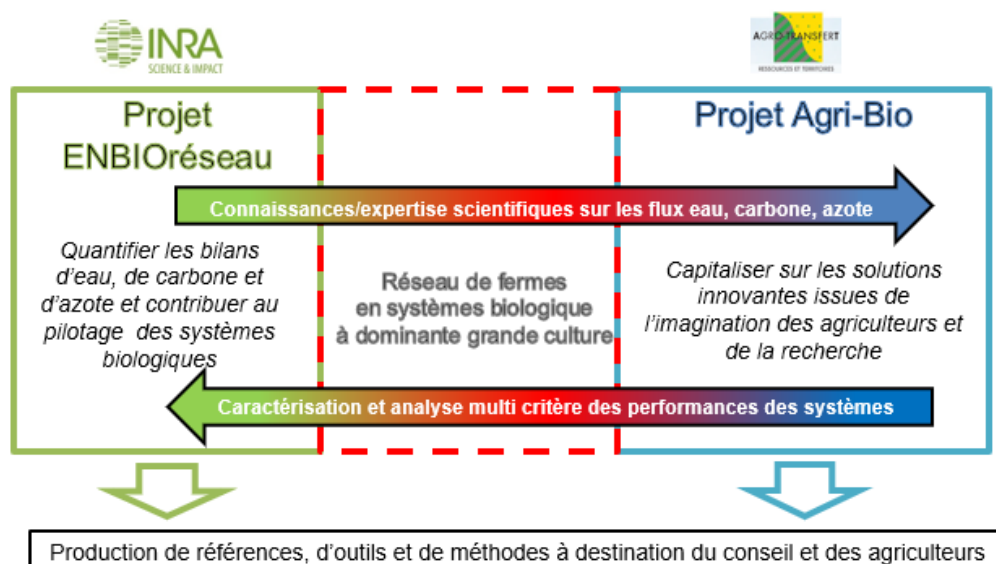 INRA
SCIENCE & IMPACT
AGRO-TRANSFERT
RESSOURCES ET TERRITOIRES
Projet
ENBIOréseau
Projet Agri-Bio
Connaissances/expertise scientifiques sur les flux eau, carbone, azote
Quantifier les bilans
d’eau, de carbone et
d’azote et contribuer au
pilotage des systèmes
biologiques
Réseau de fermes
en systèmes biologique
à dominante grande culture
Capitaliser sur les solutions
innovantes issues de
l’imagination des agriculteurs et
de la recherche
Caractérisation et analyse multi critère des performances des systèmes
Production de références, d’outils et de méthodes à destination du conseil et des agriculteurs